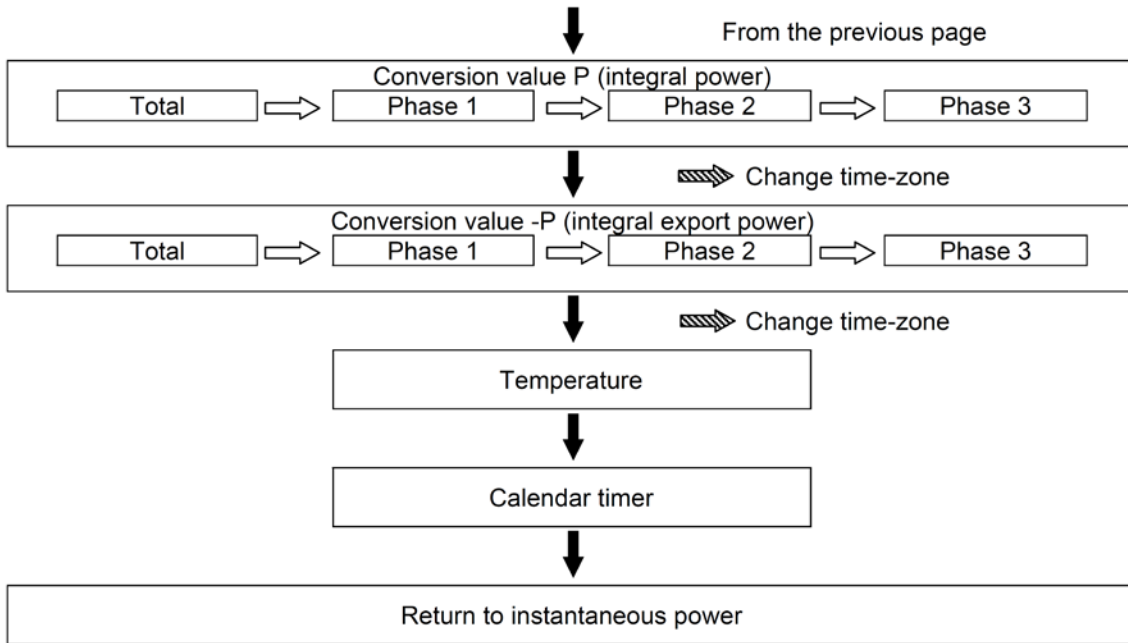 From the previous page
Conversion value P (integral power)
Total
Phase 1
Phase 2
Phase 3
Change time-zone
Conversion value -P (integral export power)
Total
Phase 1
Phase 2
Phase 3
Change time-zone
Temperature
Calendar timer
Return to instantaneous power